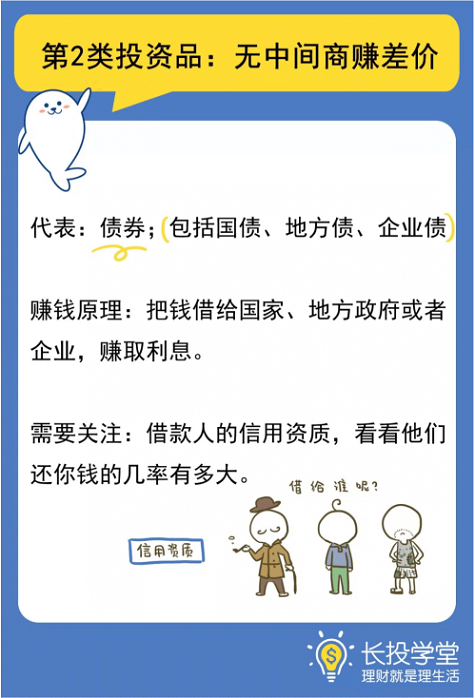 第2类投资品：无中间商赚差价
代表：债券；（包括国债、地方债、企业债）
赚钱原理：把钱借给国家、地方政府或者
企业，赚取利息。
需要关注：借款人的信用资质，看看他们
还你钱的几率有多大。
借给谁呢？
信用资质
长投学堂
理财就是理生活